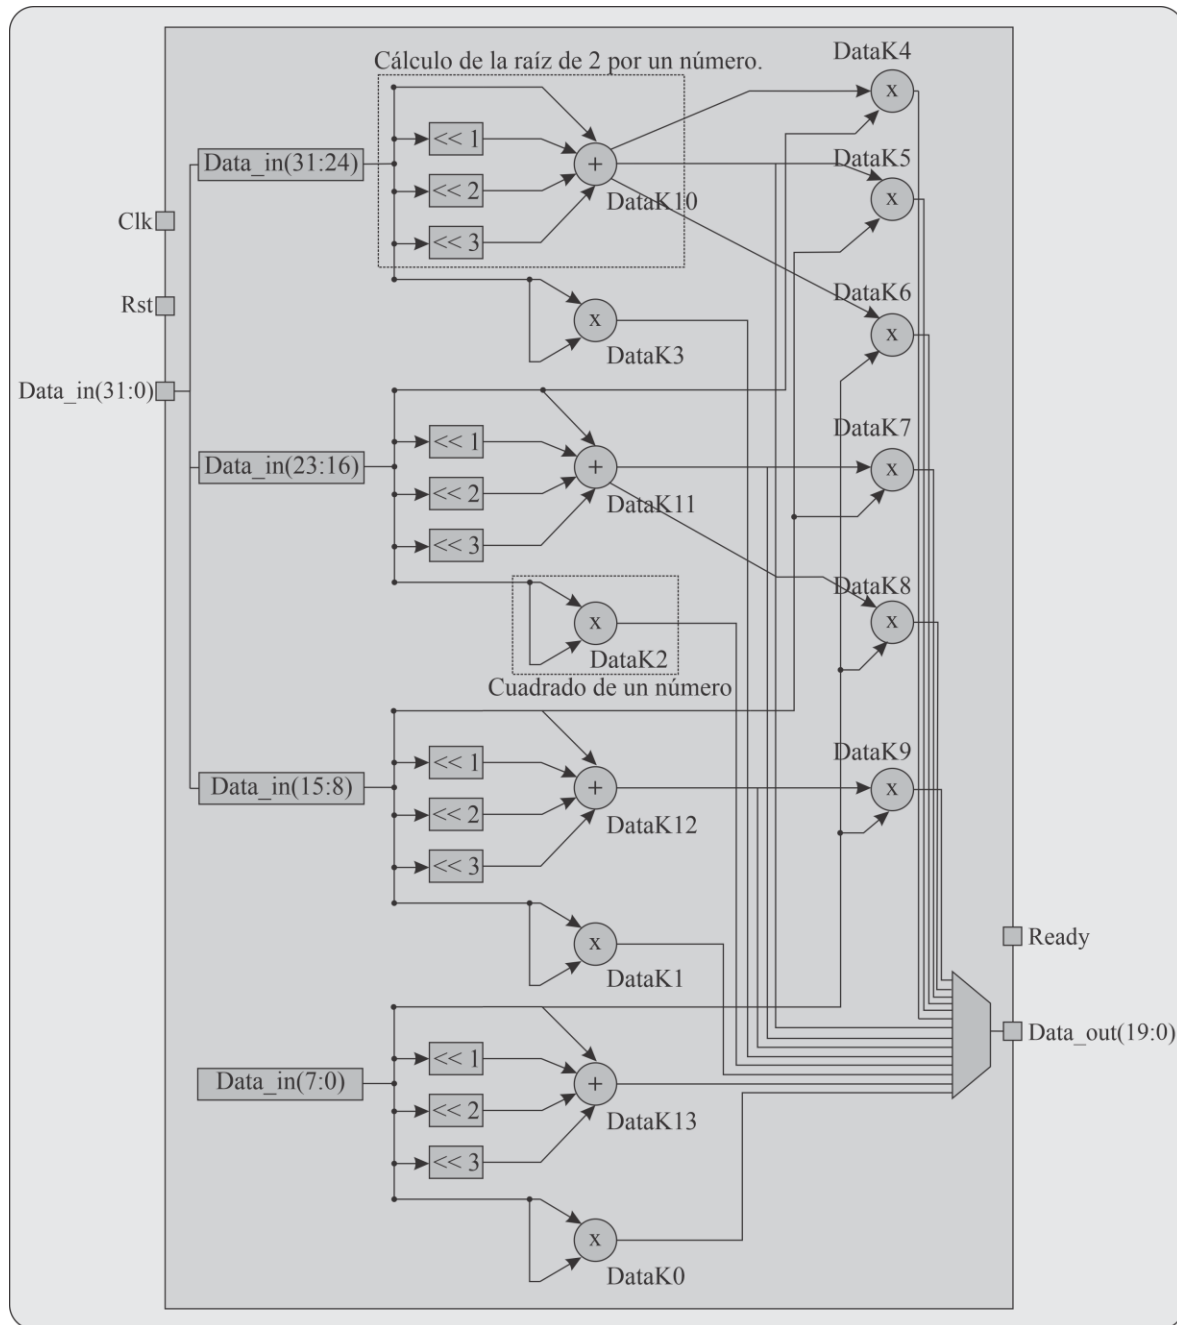 DataK4
Cálculo de la raíz de 2 por un número.
x
<< 1
Data_in(31:24)
+
DataK5
<< 2
DataK10
x
Clk
<< 3
DataK6
Rst
x
x
DataK3
Data_in(31:0)
DataK7
<< 1
Data_in(23:16)
+
x
<< 2
DataK11
<< 3
DataK8
x
x
DataK2
Cuadrado de un número
DataK9
<< 1
Data_in(15:8)
+
x
<< 2
DataK12
<< 3
Ready
x
DataK1
Data_out(19:0)
<< 1
Data_in(7:0)
+
<< 2
DataK13
<< 3
x
DataK0